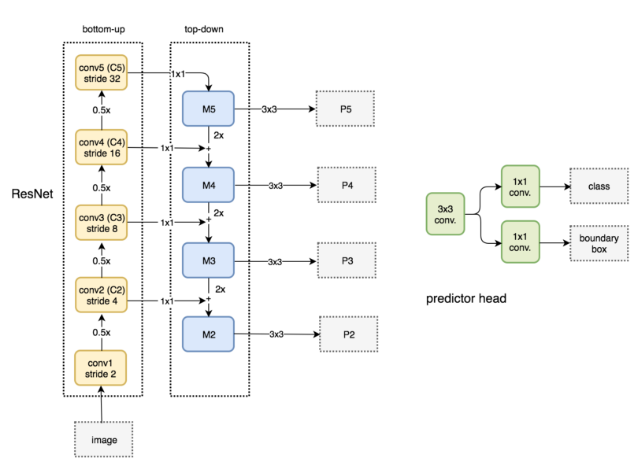 bottom-up
top-down
conv5 (C5)
stride 32
1x1
0.5x
M5
3x3
P5
2x
conv4 (C4)
stride 16
1x1
+
0.5x
M4
3x3
P4
2x
ResNet
conv3 (C3)
stride 8
1x1
+
0.5x
M3
3x3
P3
2x
conv2 (C2)
stride 4
1x1
+
0.5x
M2
3x3
P2
conv1
stride 2
image
3x3
conv.
1x1
conv.
class
1x1
conv.
boundary
box
predictor head